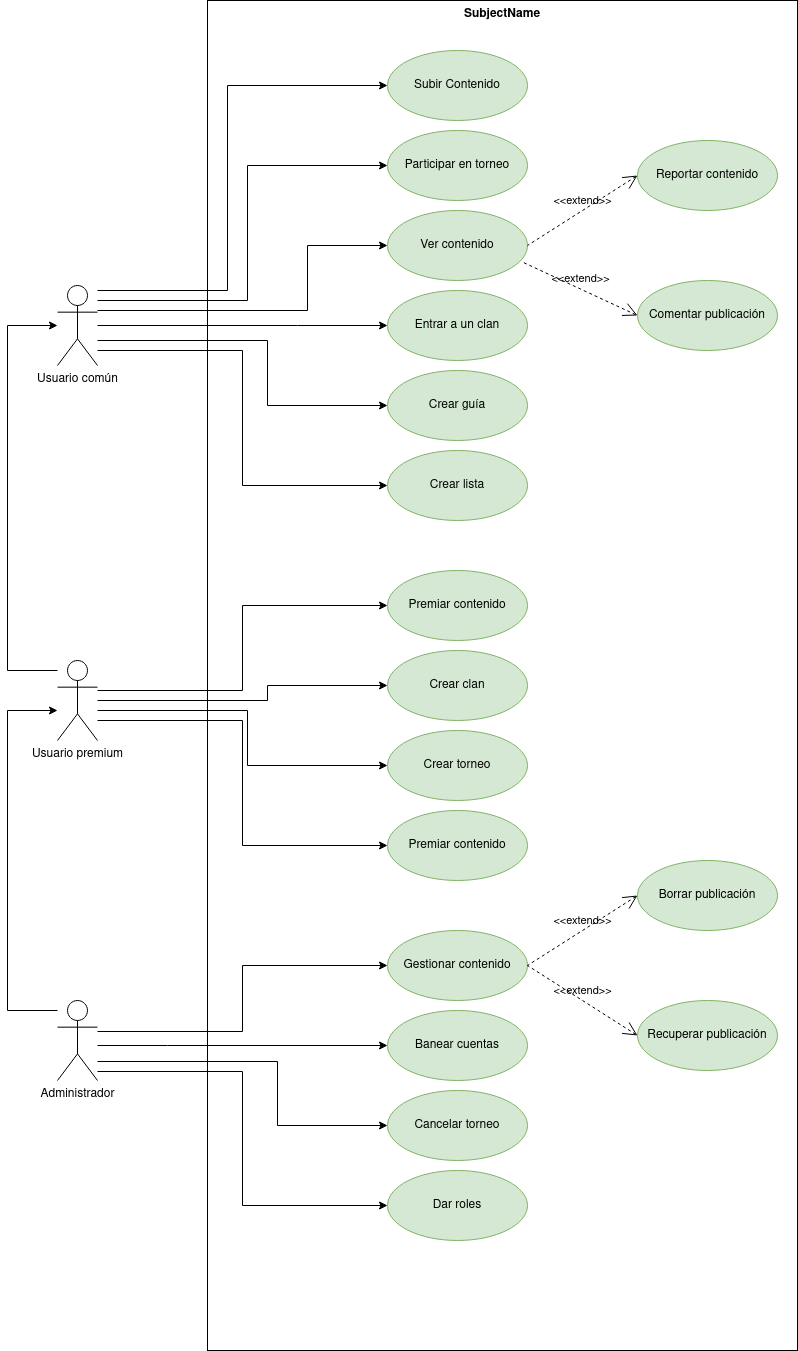 SubjectName
Subir Contenido
Participar en torneo
Reportar contenido
<<extend>>
Ver contenido
<<extend>>
Comentar publicación
Entrar a un clan
Usuario común
Crear guía
Crear lista
Premiar contenido
Crear clan
Usuario premium
Crear torneo
Premiar contenido
Borrar publicación
<<extend>>
Gestionar contenido
<<extend>>
Recuperar publicación
Banear cuentas
Administrador
Cancelar torneo
Dar roles